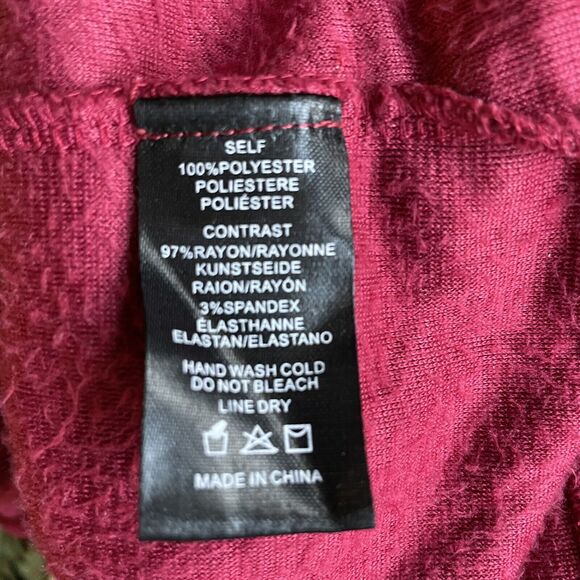 SELF
100%POLYESTER
POLIESTERE
POLIÉSTER
CONTRAST
97%RAYON/RAYONNE
KUNSTSEIDE
RAION/RAYÓN
3%SPANDEX
ÉLASTHANNE
ELASTAN/ELASTANO
HAND WASH COLD
DO NOT BLEACH
LINE DRY
MADE IN CHINA